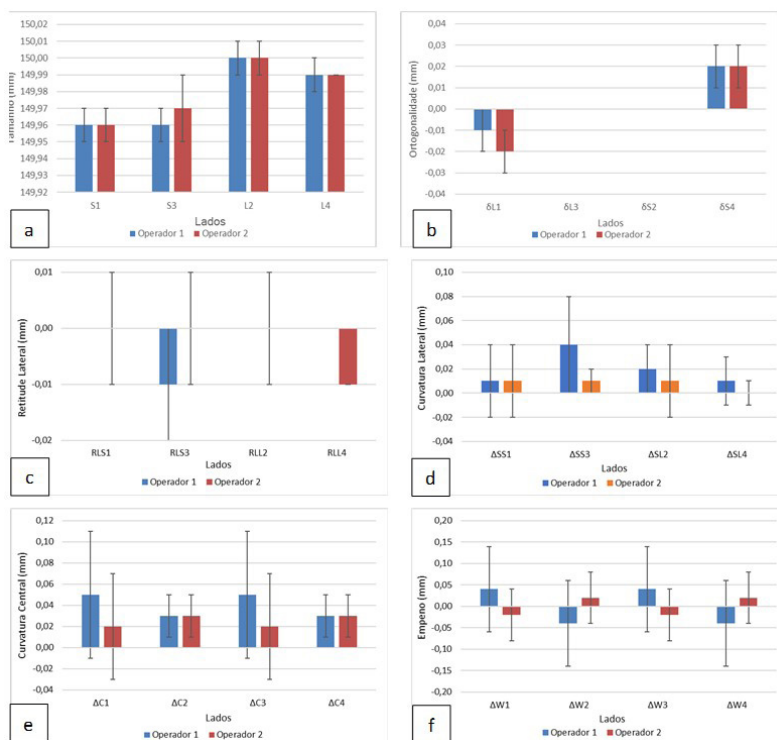 150,02
150,01
150,00
149,99
149,97
149,96
149,95
149,94
149,93
149,92
Tamanho (mm)
S1 S3 L2 L4
Lados
Operador 1 Operador 2
a
0,04
0,03
0,02
0,01
0,00
-0,01
-0,02
-0,03
-0,04
Ortogonalidade (mm)
δL1 δL3 δS2 δS4
Lados
Operador 1 Operador 2
b
0,01
0,00
-0,01
-0,02
Retitude Lateral (mm)
RLS1 RLS3 RLL2 RLL4
Lados
Operador 1 Operador 2
c
0,10
0,08
0,06
0,04
0,02
0,00
-0,02
-0,04
Curvatura Lateral (mm)
ΔSS1 ΔSS3 ΔSL2 ΔSL4
Lados
Operador 1 Operador 2
d
0,12
0,10
0,08
0,06
0,04
0,02
0,00
-0,02
-0,04
Curvatura Central (mm)
ΔC1 ΔC2 ΔC3 ΔC4
Lados
Operador 1 Operador 2
e
0,20
0,15
0,10
0,05
0,00
-0,05
-0,10
-0,15
-0,20
Empeno (mm)
ΔW1 ΔW2 ΔW3 ΔW4
Lados
Operador 1 Operador 2
f